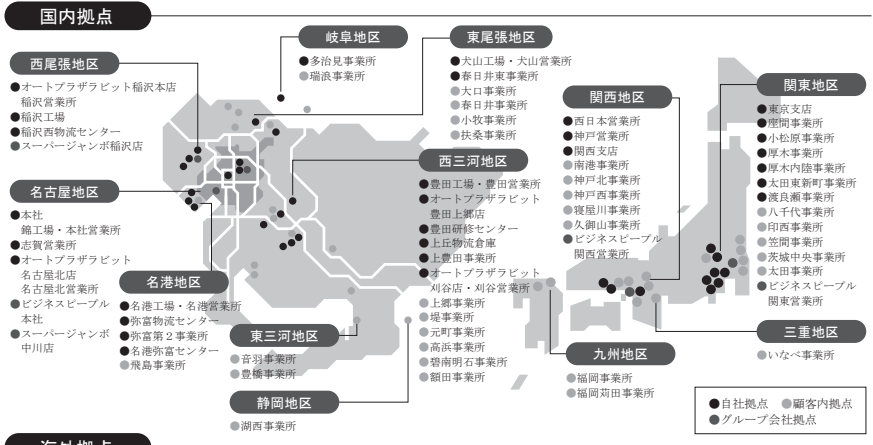 国内拠点
西尾張地区
●オートプラザラビット稲沢本店
稲沢営業所
●稲沢工場
●稲沢西物流センター
●スーパージャンボ稲沢店
名古屋地区
●本社
錦工場・本社営業所
●志賀営業所
●オートプラザラビット
名古屋北店
名古屋北営業所
●ビジネスピープル
本社
●スーパージャンボ
中川店
名港地区
●名港工場・名港営業所
●弥富物流センター
●弥富第２事業所
●名港弥富センター
●飛島事業所
岐阜地区
●多治見事業所
●瑞浪事業所
東尾張地区
●犬山工場・犬山営業所
●春日井東事業所
●大口事業所
●春日井事業所
●小牧事業所
●扶桑事業所
西三河地区
●豊田工場・豊田営業所
●オートプラザラビット
豊田上郷店
●豊田研修センター
●上丘物流倉庫
●上豊田事業所
●オートプラザラビット
刈谷店・刈谷営業所
●上郷事業所
●堤事業所
●元町事業所
●高浜事業所
●碧南明石事業所
●額田事業所
東三河地区
●音羽事業所
●豊橋事業所
静岡地区
●湖西事業所
関西地区
●西日本営業所
●神戸営業所
●関西支店
●南港事業所
●神戸北事業所
●神戸西事業所
●寝屋川事業所
●久御山事業所
●ビジネスピープル
関西営業所
九州地区
●福岡事業所
●福岡苅田事業所
関東地区
●東京支店
●座間事業所
●小松原事業所
●厚木事業所
●厚木内陸事業所
●太田東新町事業所
●渡良瀬事業所
●八千代事業所
●印西事業所
●笠間事業所
●茨城中央事業所
●太田事業所
●ビジネスピープル
関東営業所
三重地区
●いなべ事業所
●自社拠点 ●顧客内拠点
●グループ会社拠点
海外拠点